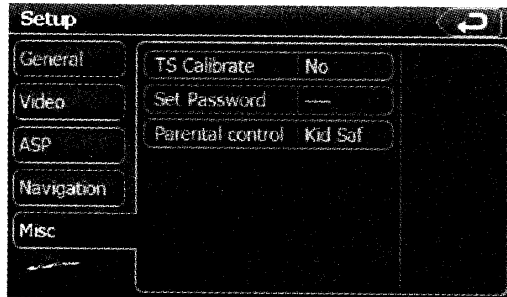 Setup
General
Video
ASP
Navigation
Misc
TS Calibrate No
Set Password ----
Parental control Kid Saf